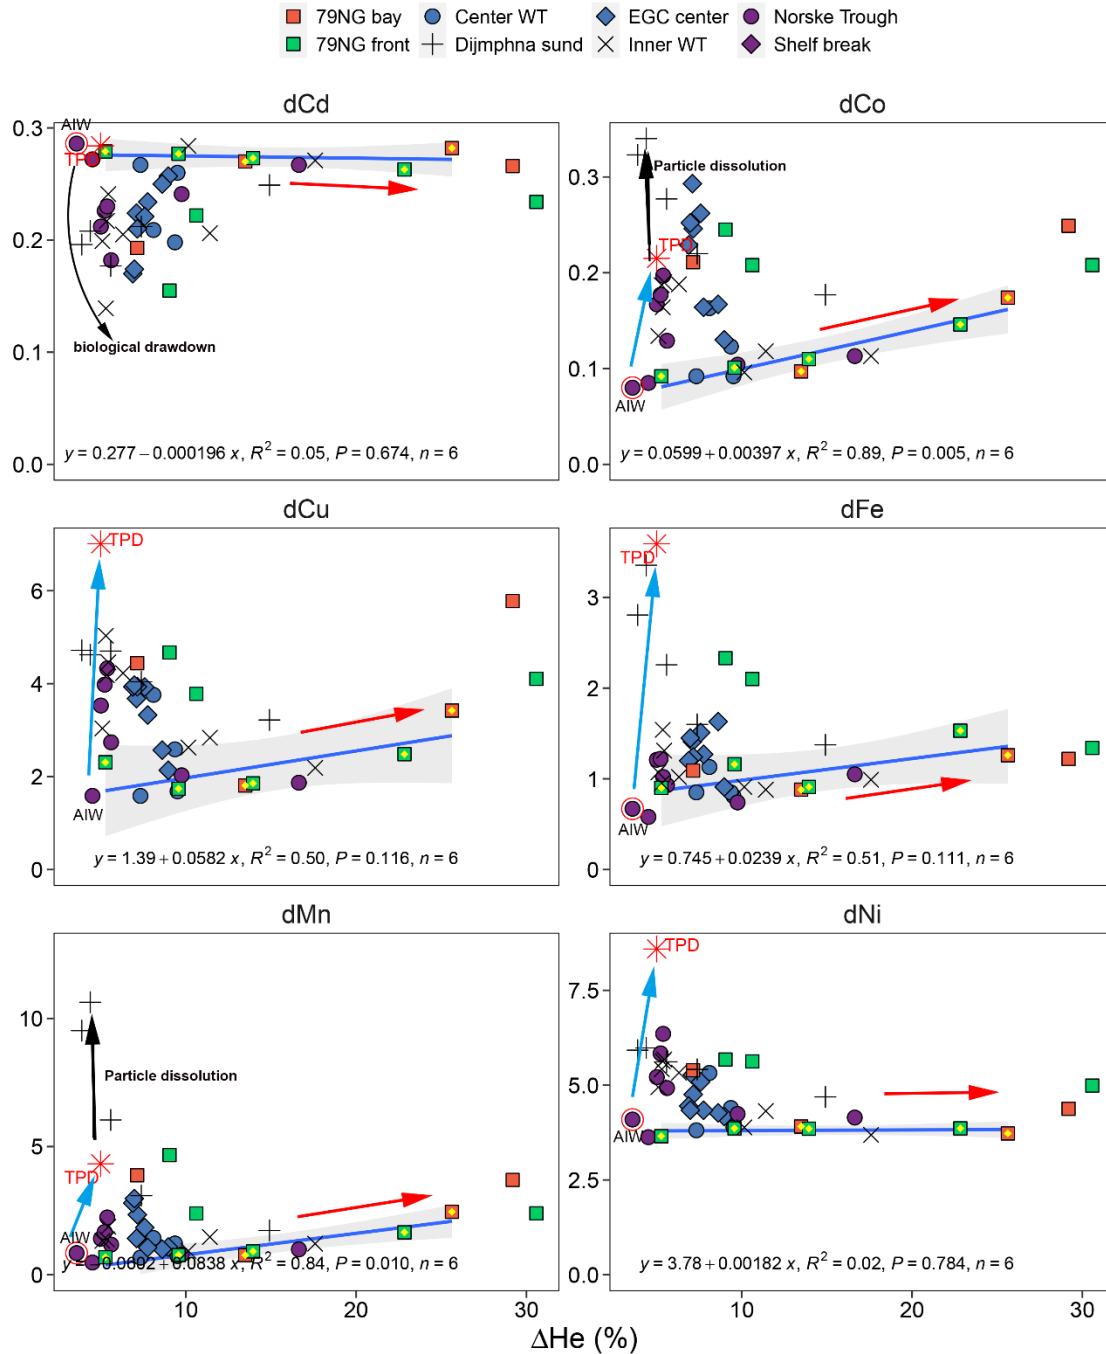 79NG bay Center WT EGC center Norske Trough
79NG front Dijmphna sund Inner WT Shelf break
dCd
0.3
0.2
0.1
0.0
AIW
TPD
biological drawdown
y = 0.277 − 0.000196 x, R² = 0.05, P = 0.674, n = 6
dCo
0.3
0.2
0.1
0.0
Particle dissolution
TPD
AIW
y = 0.0599 + 0.00397 x, R² = 0.89, P = 0.005, n = 6
dCu
6
4
2
0
TPD
AIW
y = 1.39 + 0.0582 x, R² = 0.50, P = 0.116, n = 6
dFe
3
2
1
0
TPD
AIW
y = 0.745 + 0.0239 x, R² = 0.51, P = 0.111, n = 6
dMn
10
5
0
Particle dissolution
TPD
AIW
y = −0.0602 + 0.0838 x, R² = 0.84, P = 0.010, n = 6
10 20 30
dNi
7.5
5.0
2.5
0.0
TPD
AIW
y = 3.78 + 0.00182 x, R² = 0.02, P = 0.784, n = 6
10 20 30
ΔHe (%)